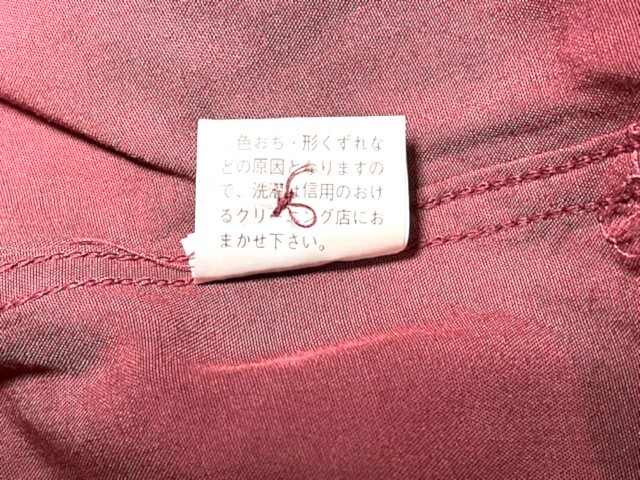 色おち・形くずれな
どの原因となりますの
で、洗濯は信用のおけ
るクリーニング店にお
まかせ下さい。